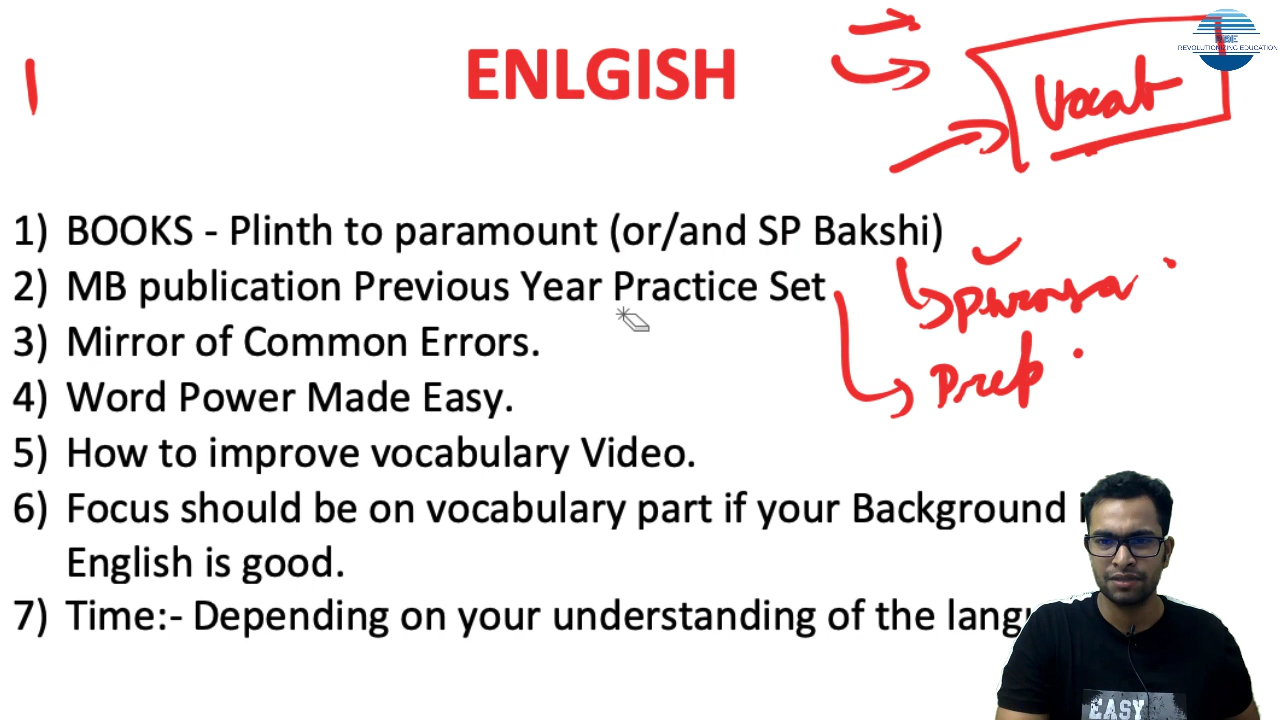 ENLGISH
Vocab
REVOLUTIONIZING EDUCATION
1) BOOKS - Plinth to paramount (or/and SP Bakshi)
2) MB publication Previous Year Practice Set
3) Mirror of Common Errors.
Prep
4) Word Power Made Easy.
5) How to improve vocabulary Video.
6) Focus should be on vocabulary part if your Background
English is good.
7) Time:- Depending on your understanding of the
EASY